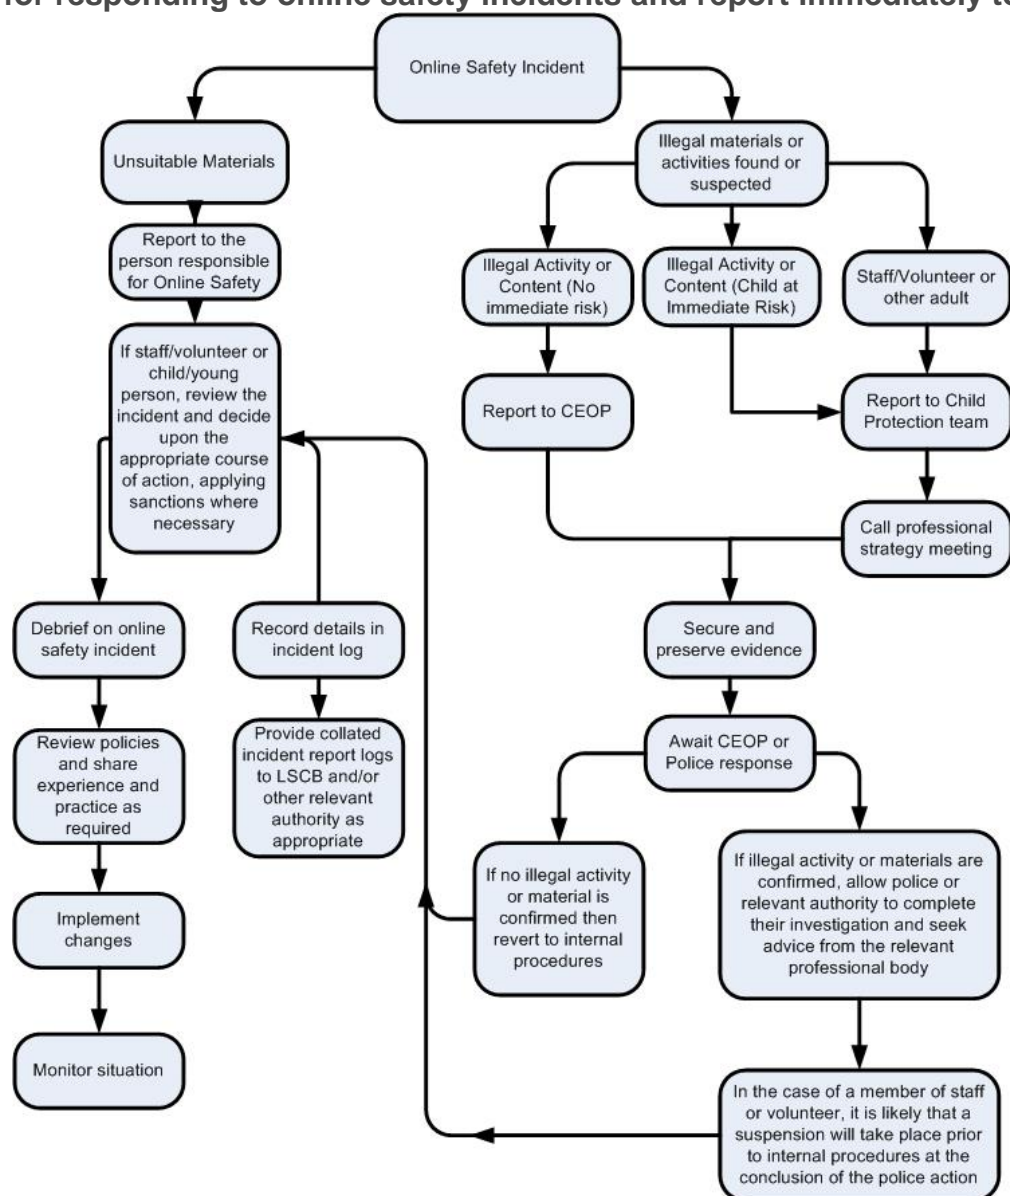 for responding to online safety incidents and report immediately to
Online Safety Incident
Unsuitable Materials
Illegal materials or
activities found or
suspected
Report to the
person responsible
for Online Safety
Illegal Activity or
Content (No
immediate risk)
Illegal Activity or
Content (Child at
Immediate Risk)
Staff/Volunteer or
other adult
If staff/volunteer or
child/young
person, review the
incident and decide
upon the
appropriate course
of action, applying
sanctions where
necessary
Report to CEOP
Report to Child
Protection team
Call professional
strategy meeting
Debrief on online
safety incident
Record details in
incident log
Secure and
preserve evidence
Review policies
and share
experience and
practice as
required
Provide collated
incident report logs
to LSCB and/or
other relevant
authority as
appropriate
Await CEOP or
Police response
If no illegal activity
or material is
confirmed then
revert to internal
procedures
If illegal activity or materials are
confirmed, allow police or
relevant authority to complete
their investigation and seek
advice from the relevant
professional body
Implement
changes
Monitor situation
In the case of a member of staff
or volunteer, it is likely that a
suspension will take place prior
to internal procedures at the
conclusion of the police action